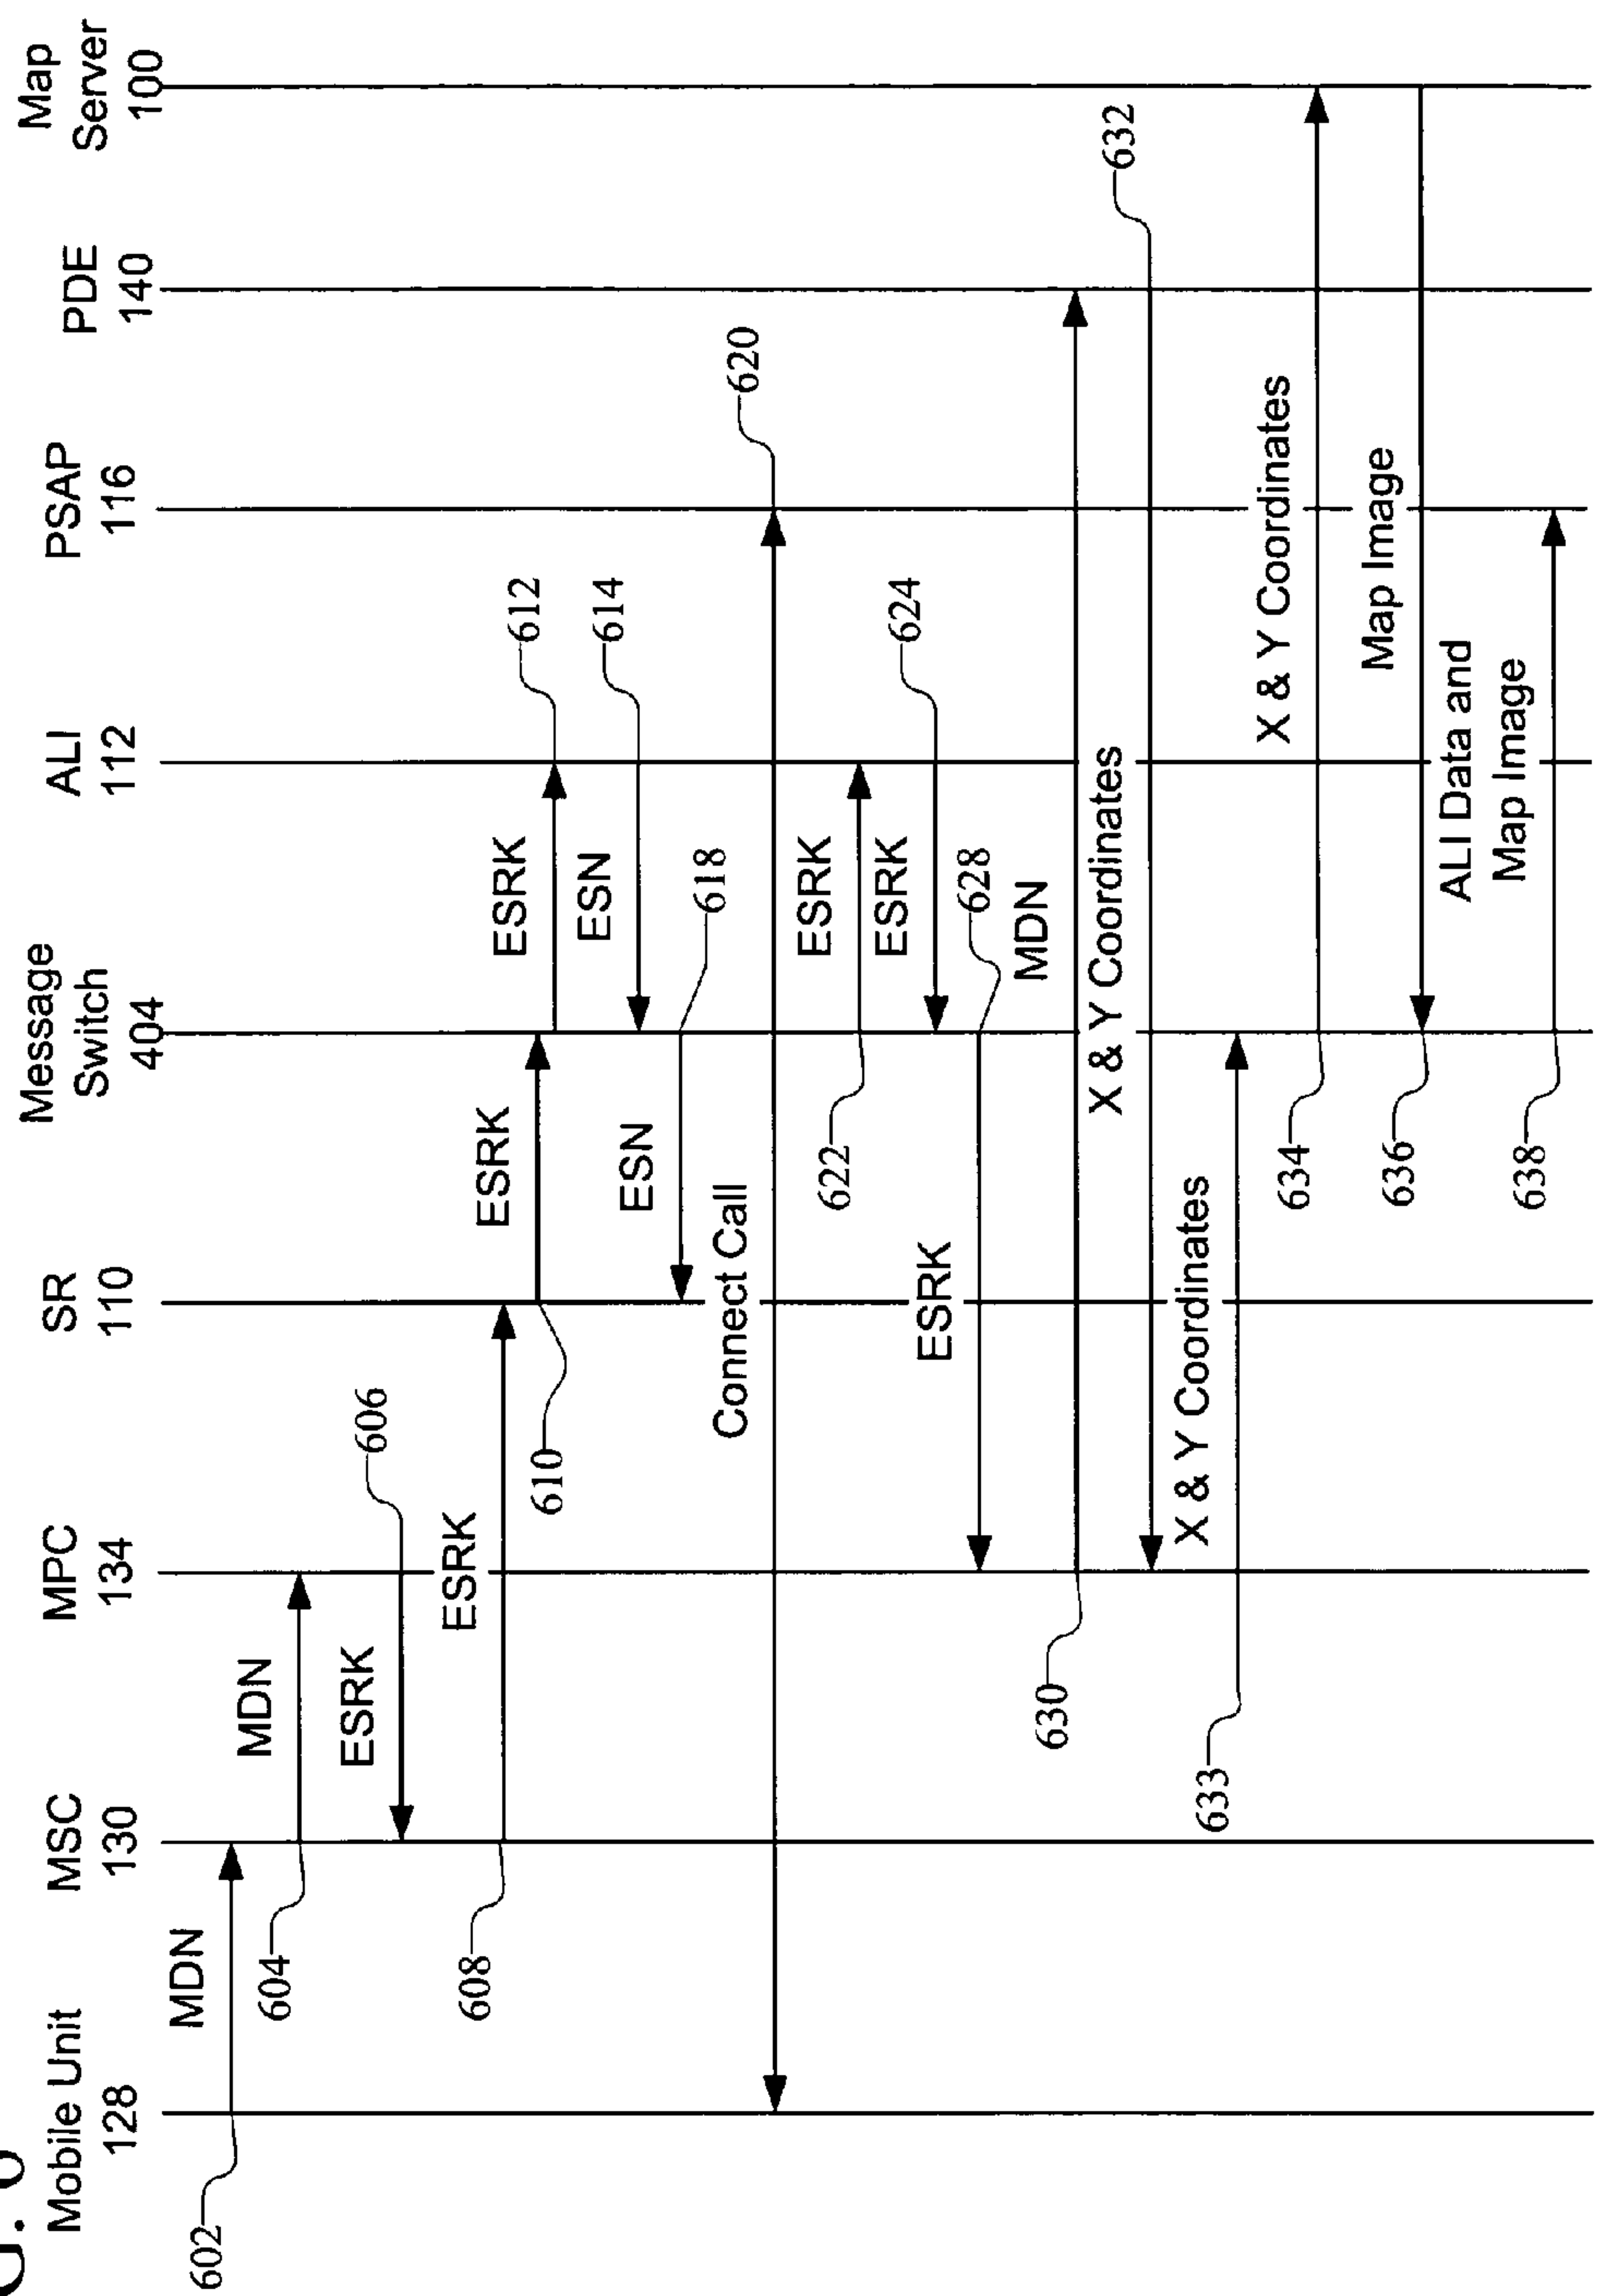 Mobile Unit
128
MSC
130
MPC
134
SR
110
Message
Switch
404
ALI
112
PSAP
116
PDE
140
Map
Server
100
602
MDN
604
MDN
606
ESRK
608
ESRK
610
ESRK
612
ESRK
614
ESN
618
ESN
620
Connect Call
622
ESRK
624
ESRK
628
ESRK
630
MDN
632
X & Y Coordinates
633
X & Y Coordinates
634
X & Y Coordinates
636
Map Image
638
ALI Data and
Map Image